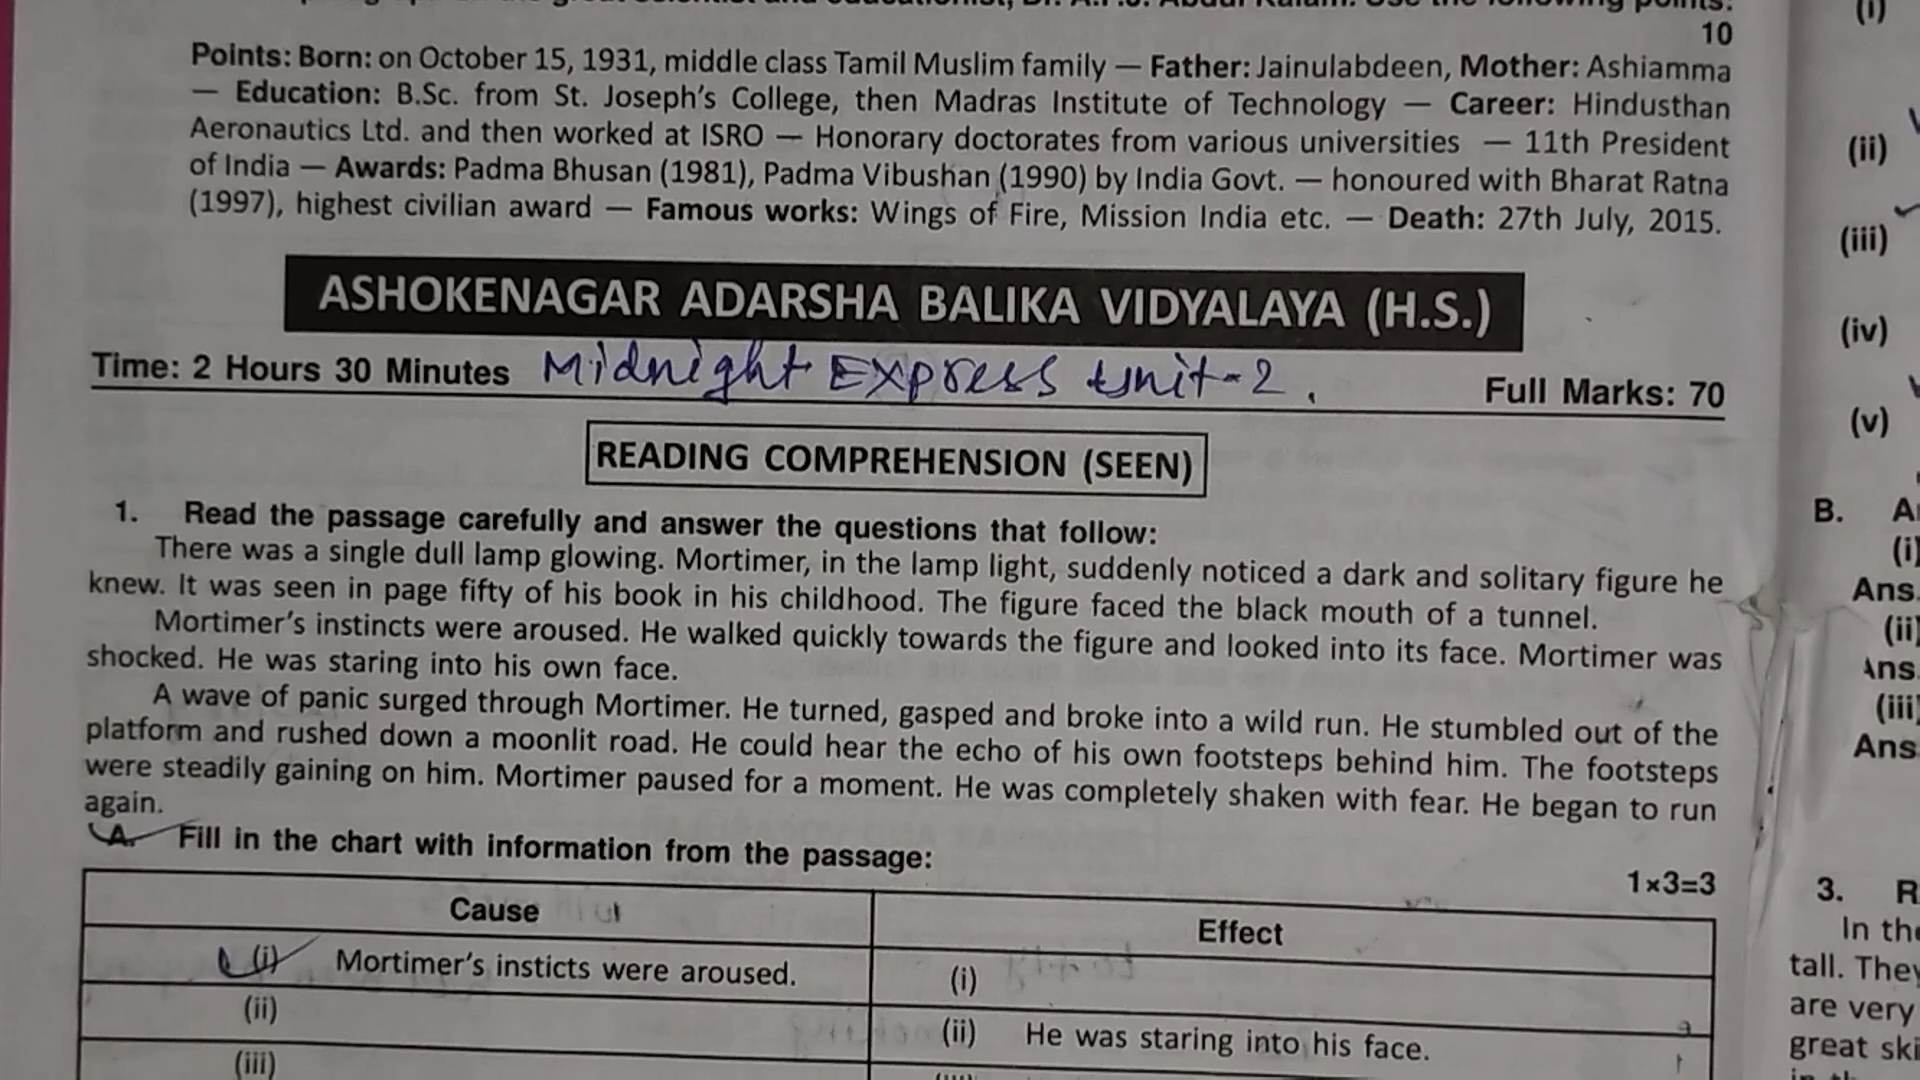 10
Points: Born: on October 15, 1931, middle class Tamil Muslim family — Father: Jainulabdeen, Mother: Ashiamma
— Education: B.Sc. from St. Joseph's College, then Madras Institute of Technology — Career: Hindusthan
Aeronautics Ltd. and then worked at ISRO — Honorary doctorates from various universities — 11th President
of India — Awards: Padma Bhusan (1981), Padma Vibushan (1990) by India Govt. — honoured with Bharat Ratna
(1997), highest civilian award — Famous works: Wings of Fire, Mission India etc. — Death: 27th July, 2015.
ASHOKENAGAR ADARSHA BALIKA VIDYALAYA (H.S.)
Time: 2 Hours 30 Minutes Midnight Express Unit-2. Full Marks: 70
READING COMPREHENSION (SEEN)
1. Read the passage carefully and answer the questions that follow:
There was a single dull lamp glowing. Mortimer, in the lamp light, suddenly noticed a dark and solitary figure he
knew. It was seen in page fifty of his book in his childhood. The figure faced the black mouth of a tunnel.
Mortimer's instincts were aroused. He walked quickly towards the figure and looked into its face. Mortimer was
shocked. He was staring into his own face.
A wave of panic surged through Mortimer. He turned, gasped and broke into a wild run. He stumbled out of the
platform and rushed down a moonlit road. He could hear the echo of his own footsteps behind him. The footsteps
were steadily gaining on him. Mortimer paused for a moment. He was completely shaken with fear. He began to run
again.
A. Fill in the chart with information from the passage:
1×3=3
Cause Effect
(i) Mortimer's insticts were aroused. (i)
(ii) (ii) He was staring into his face.
(iii)
(i)
(ii)
(iii)
(iv)
(v)
B.
(i)
Ans.
(ii)
Ans.
(iii)
Ans
3. R
In the
tall. They
are very
great ski